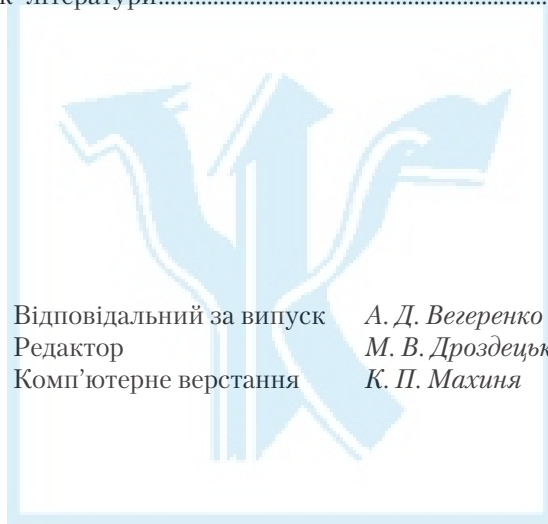 літератури.....................................................................
Відповідальний за випуск А. Д. Вегеренко
Редактор М. В. Дроздецьк
Комп’ютерне верстання К. П. Махиня